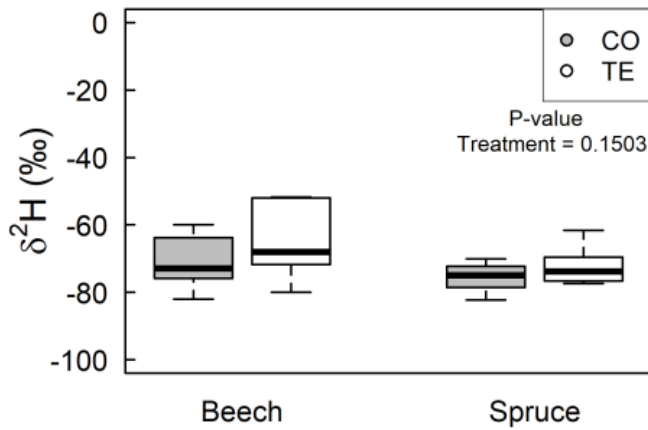 0
-20
-40
-60
-80
-100
δ²H (‰)
CO
TE
P-value
Treatment = 0.1503
Beech
Spruce